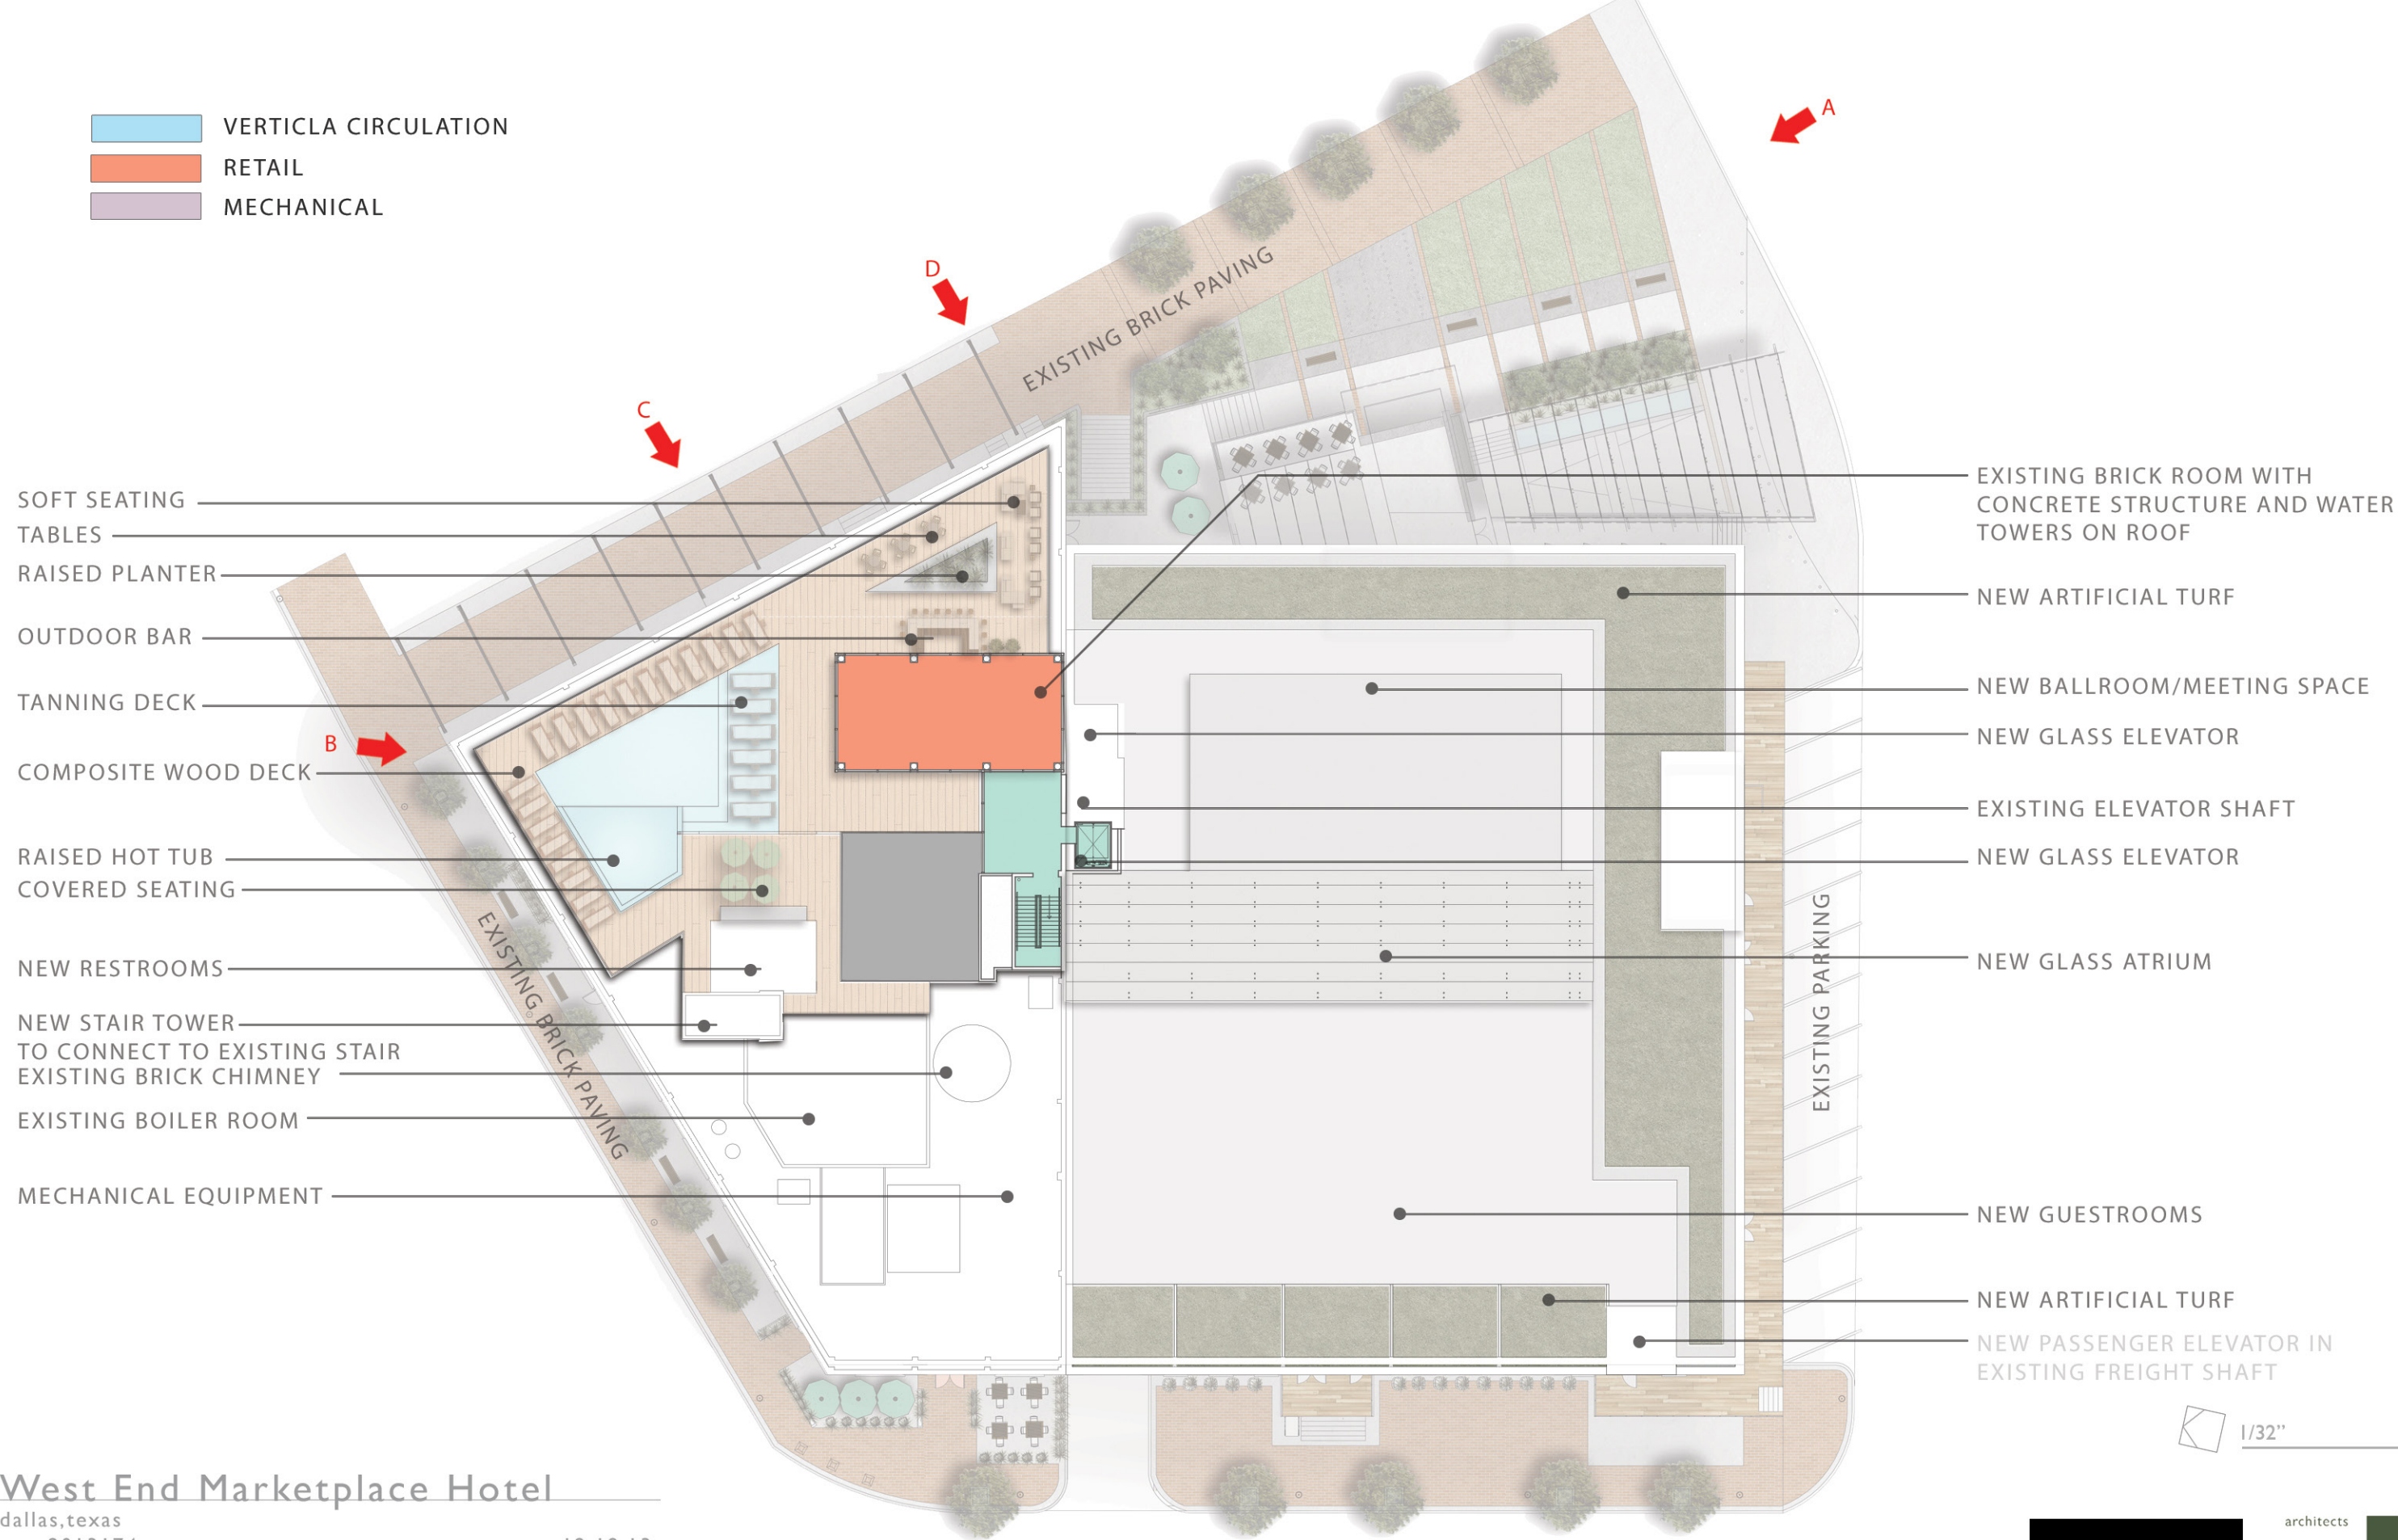 VERTICLA CIRCULATION
RETAIL
MECHANICAL
A
D
C
B
EXISTING BRICK PAVING
SOFT SEATING
TABLES
RAISED PLANTER
OUTDOOR BAR
TANNING DECK
COMPOSITE WOOD DECK
RAISED HOT TUB
COVERED SEATING
NEW RESTROOMS
NEW STAIR TOWER
TO CONNECT TO EXISTING STAIR
EXISTING BRICK CHIMNEY
EXISTING BOILER ROOM
MECHANICAL EQUIPMENT
EXISTING BRICK PAVING
EXISTING BRICK ROOM WITH
CONCRETE STRUCTURE AND WATER
TOWERS ON ROOF
NEW ARTIFICIAL TURF
NEW BALLROOM/MEETING SPACE
NEW GLASS ELEVATOR
EXISTING ELEVATOR SHAFT
NEW GLASS ELEVATOR
NEW GLASS ATRIUM
EXISTING PARKING
NEW GUESTROOMS
NEW ARTIFICIAL TURF
NEW PASSENGER ELEVATOR IN
EXISTING FREIGHT SHAFT
1/32"
West End Marketplace Hotel
dallas,texas
architects